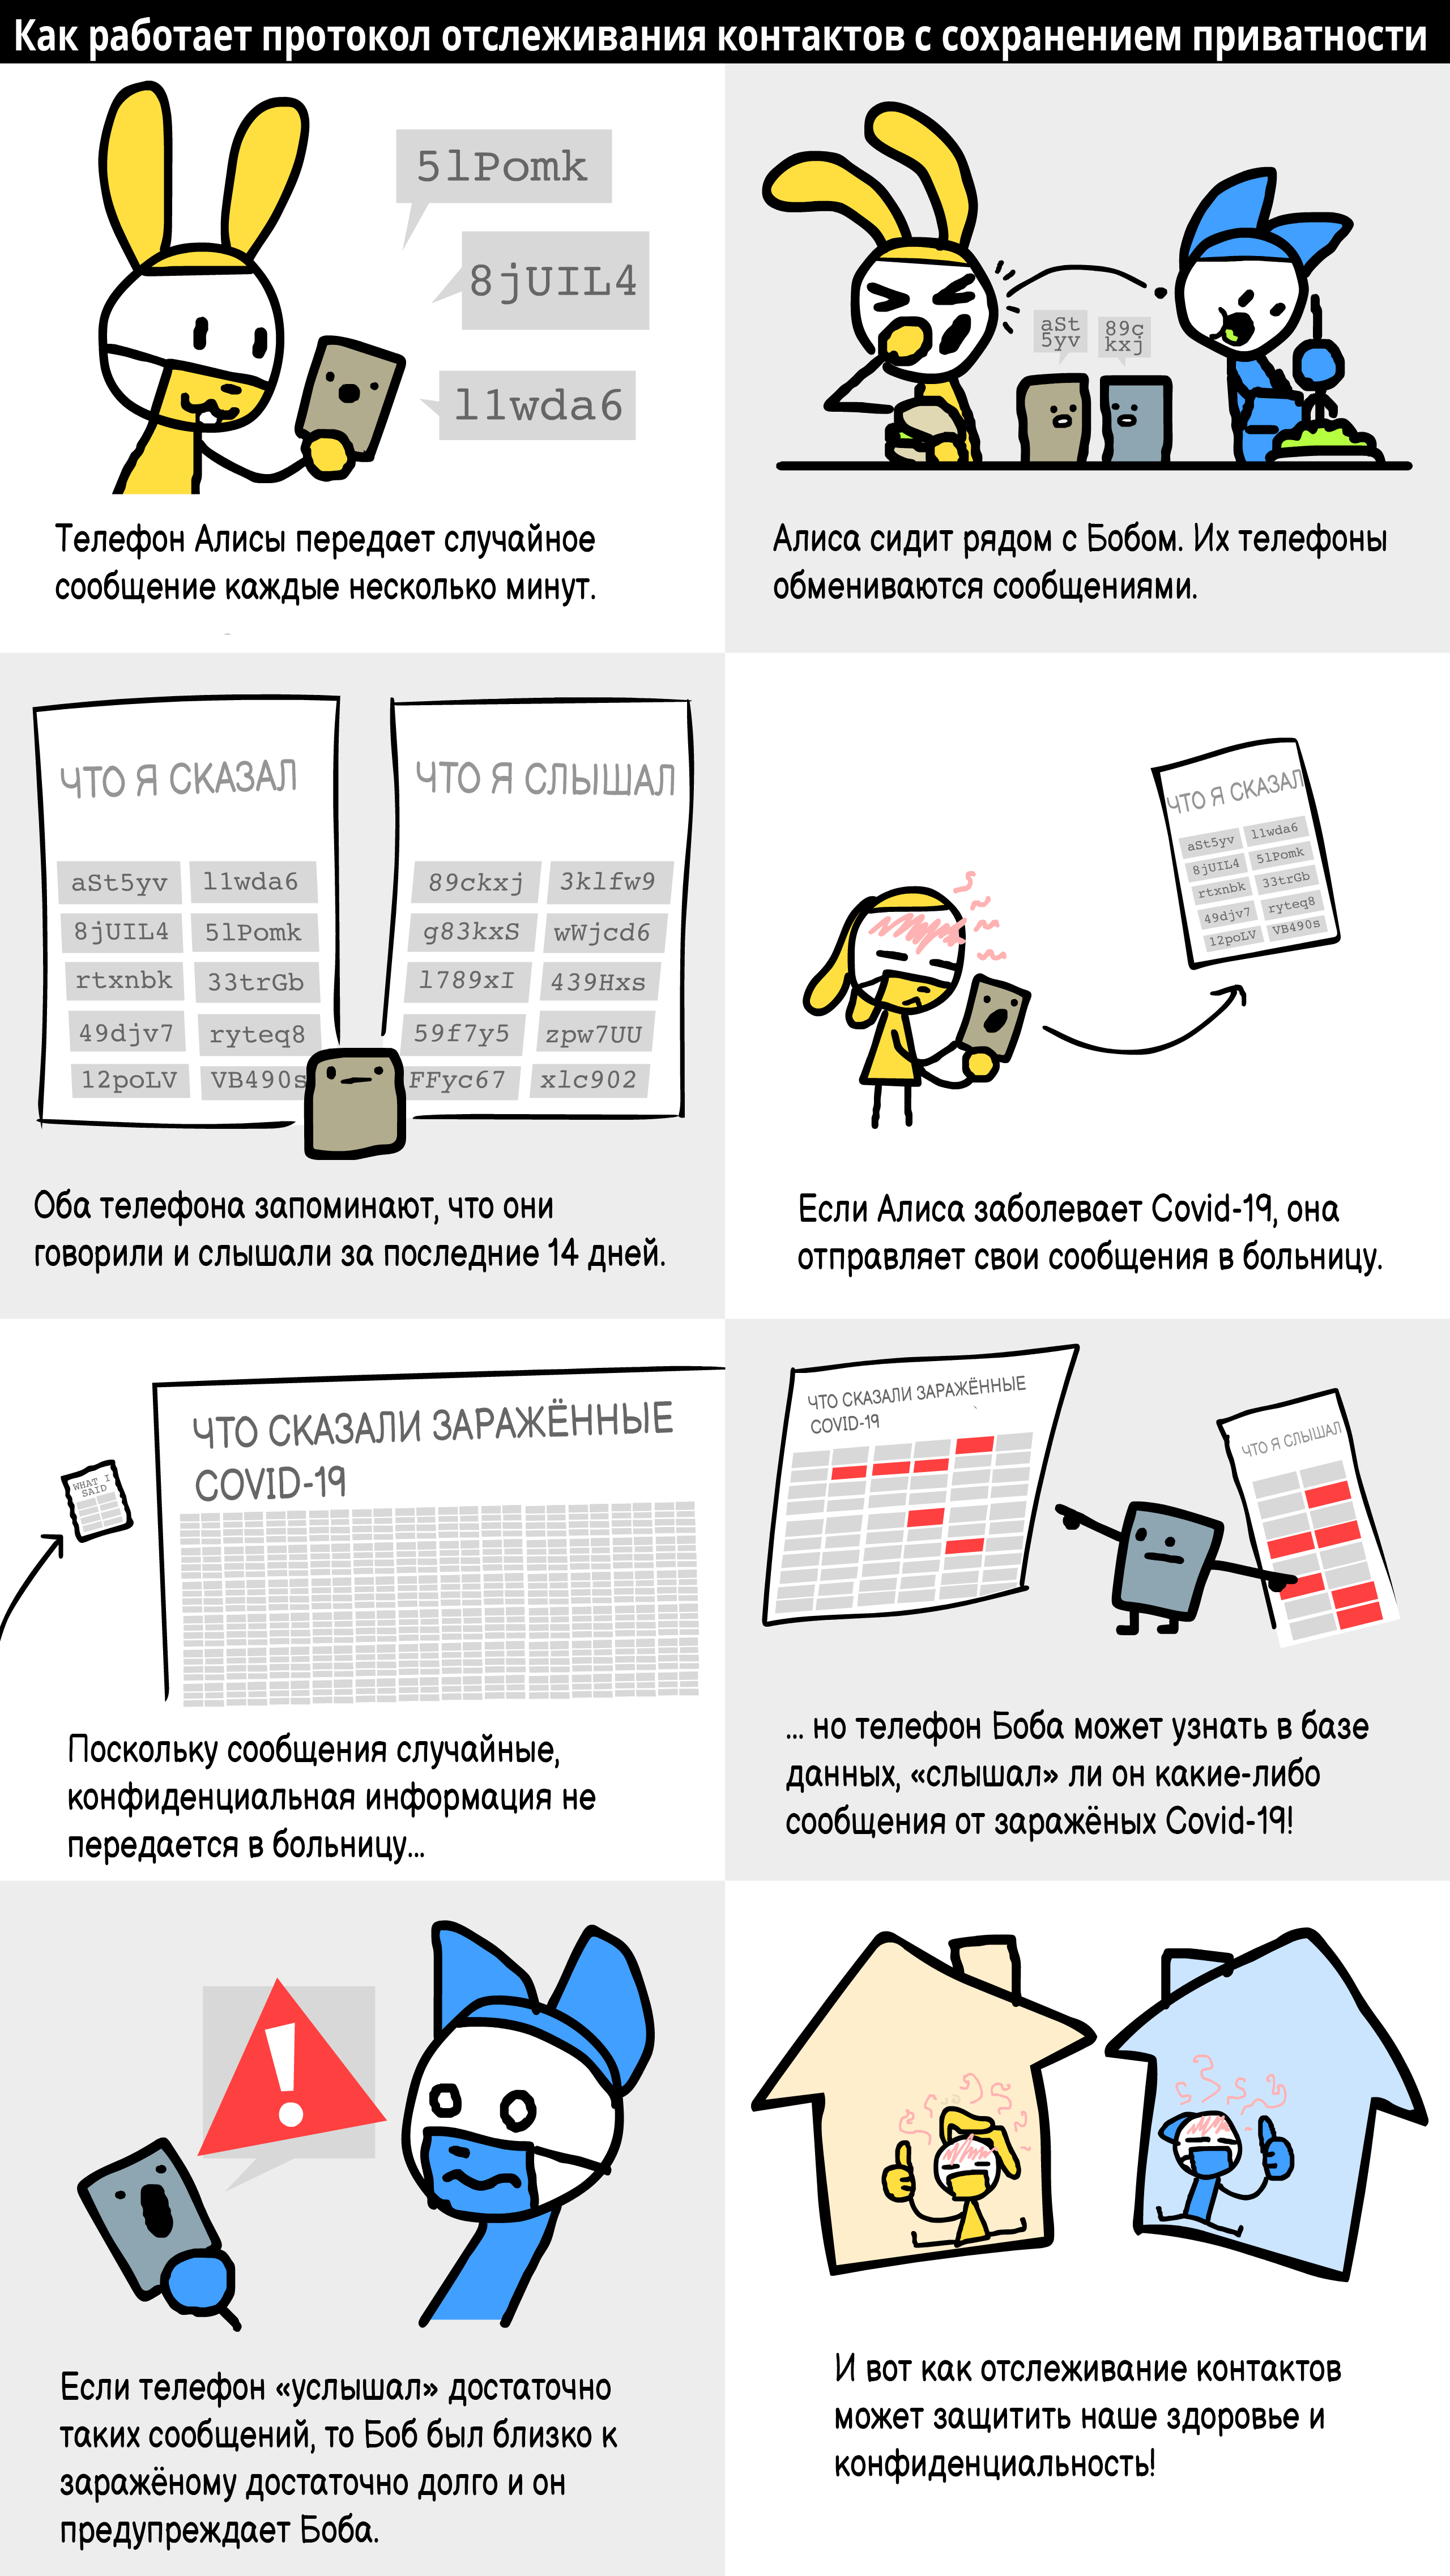 Как работает протокол отслеживания контактов с сохранением приватности
5lPomk
8jUIL4
l1wda6
Телефон Алисы передает случайное
сообщение каждые несколько минут.
aSt
5yv
89c
kxj
Алиса сидит рядом с Бобом. Их телефоны
обмениваются сообщениями.
ЧТО Я СКАЗАЛ
aSt5yv l1wda6
8jUIL4 5lPomk
rtxnbk 33trGb
49djv7 ryteq8
12poLV VB490s
ЧТО Я СЛЫШАЛ
89ckxj 3klfw9
g83kxS wWjcd6
l789xI 439Hxs
59f7y5 zpw7UU
FFyc67 xlc902
Оба телефона запоминают, что они
говорили и слышали за последние 14 дней.
ЧТО Я СКАЗАЛ
aSt5yv l1wda6
8jUIL4 5lPomk
rtxnbk 33trGb
49djv7 ryteq8
12poLV VB490s
Если Алиса заболевает Covid-19, она
отправляет свои сообщения в больницу.
WHAT I
SAID
ЧТО СКАЗАЛИ ЗАРАЖЁННЫЕ
COVID-19
Поскольку сообщения случайные,
конфиденциальная информация не
передается в больницу...
ЧТО СКАЗАЛИ ЗАРАЖЁННЫЕ
COVID-19
ЧТО Я СЛЫШАЛ
... но телефон Боба может узнать в базе
данных, «слышал» ли он какие-либо
сообщения от заражёных Covid-19!
!
Если телефон «услышал» достаточно
таких сообщений, то Боб был близко к
заражёному достаточно долго и он
предупреждает Боба.
И вот как отслеживание контактов
может защитить наше здоровье и
конфиденциальность!